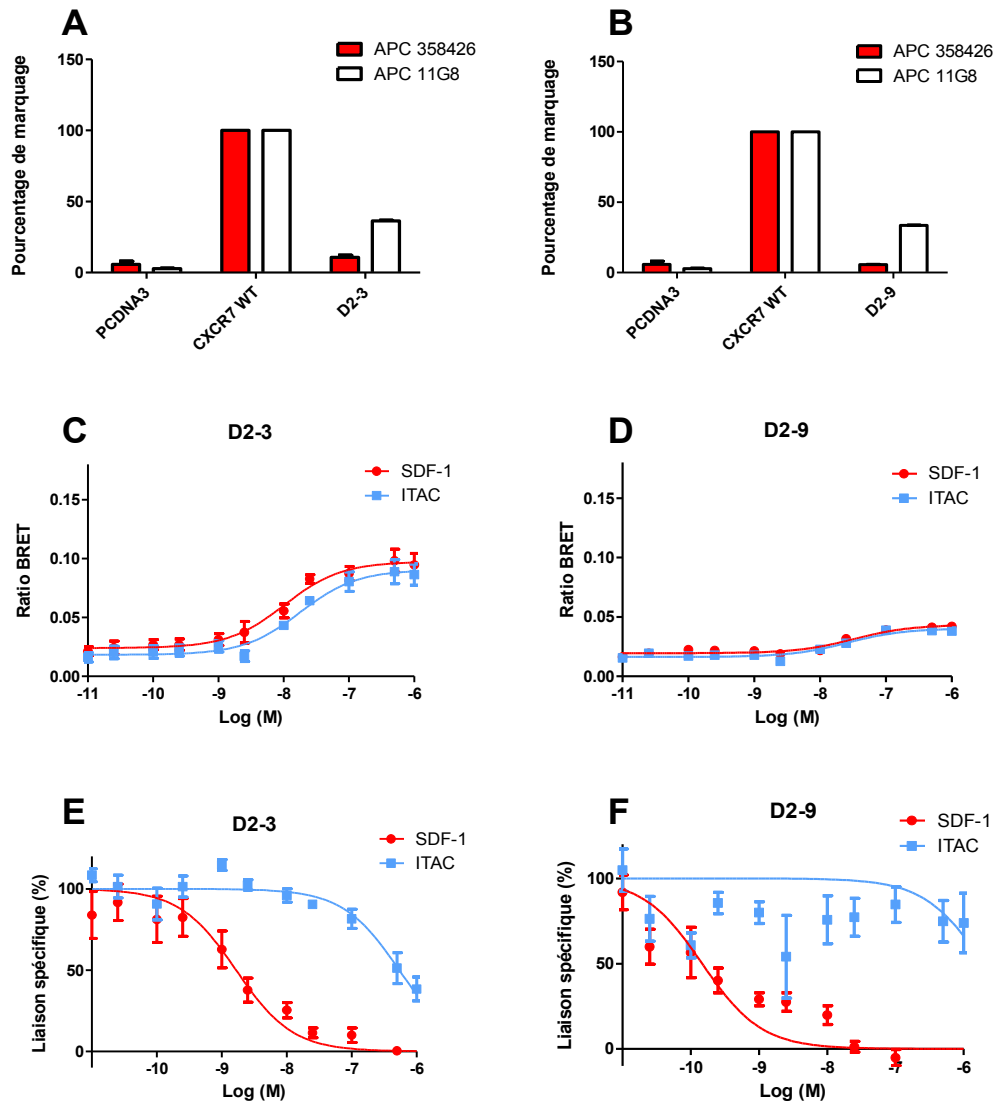 A
APC 358426
APC 11G8
Pourcentage de marquage
150
100
50
0
PCDNA3
CXCR7 WT
D2-3
B
APC 358426
APC 11G8
Pourcentage de marquage
150
100
50
0
PCDNA3
CXCR7 WT
D2-9
C
D2-3
SDF-1
ITAC
Ratio BRET
0.15
0.10
0.05
0.00
-11 -10 -9 -8 -7 -6
Log (M)
D
D2-9
SDF-1
ITAC
Ratio BRET
0.15
0.10
0.05
0.00
-11 -10 -9 -8 -7 -6
Log (M)
E
D2-3
SDF-1
ITAC
Liaison spécifique (%)
100
50
0
-10 -9 -8 -7 -6
Log (M)
F
D2-9
SDF-1
ITAC
Liaison spécifique (%)
100
50
0
-10 -9 -8 -7 -6
Log (M)